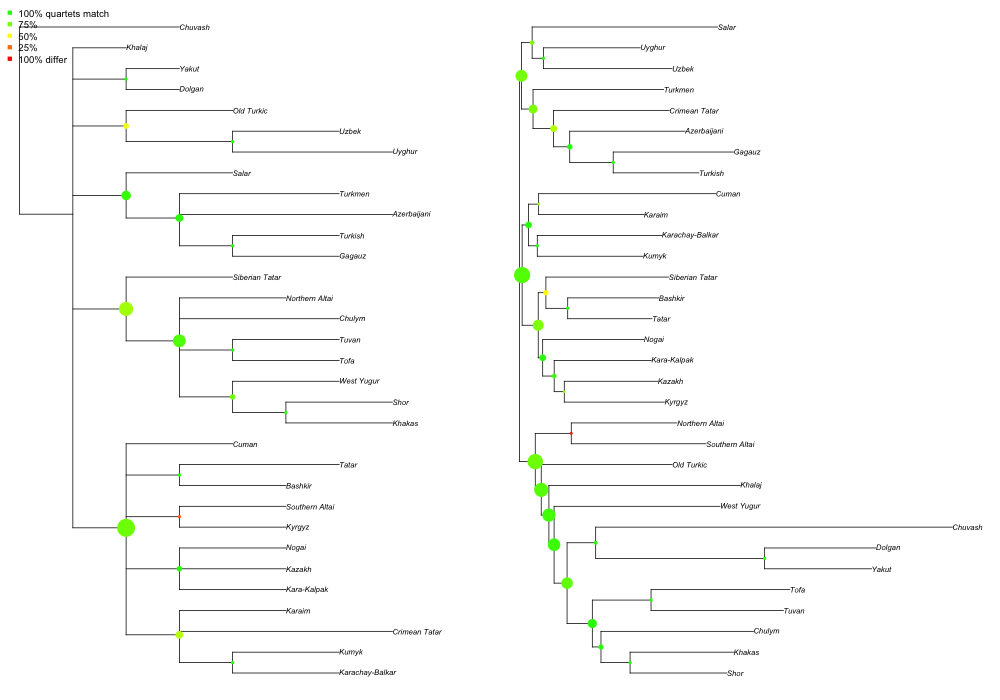 100% quartets match
75%
50%
25%
100% differ
Chuvash
Khalaj
Yakut
Dolgan
Old Turkic
Uzbek
Uyghur
Salar
Turkmen
Azerbaijani
Turkish
Gagauz
Siberian Tatar
Northern Altai
Chulym
Tuvan
Tofa
West Yugur
Shor
Khakas
Cuman
Tatar
Bashkir
Southern Altai
Kyrgyz
Nogai
Kazakh
Kara-Kalpak
Karaim
Crimean Tatar
Kumyk
Karachay-Balkar
Salar
Uyghur
Uzbek
Turkmen
Crimean Tatar
Azerbaijani
Gagauz
Turkish
Cuman
Karaim
Karachay-Balkar
Kumyk
Siberian Tatar
Bashkir
Tatar
Nogai
Kara-Kalpak
Kazakh
Kyrgyz
Northern Altai
Southern Altai
Old Turkic
Khalaj
West Yugur
Chuvash
Dolgan
Yakut
Tofa
Tuvan
Chulym
Khakas
Shor